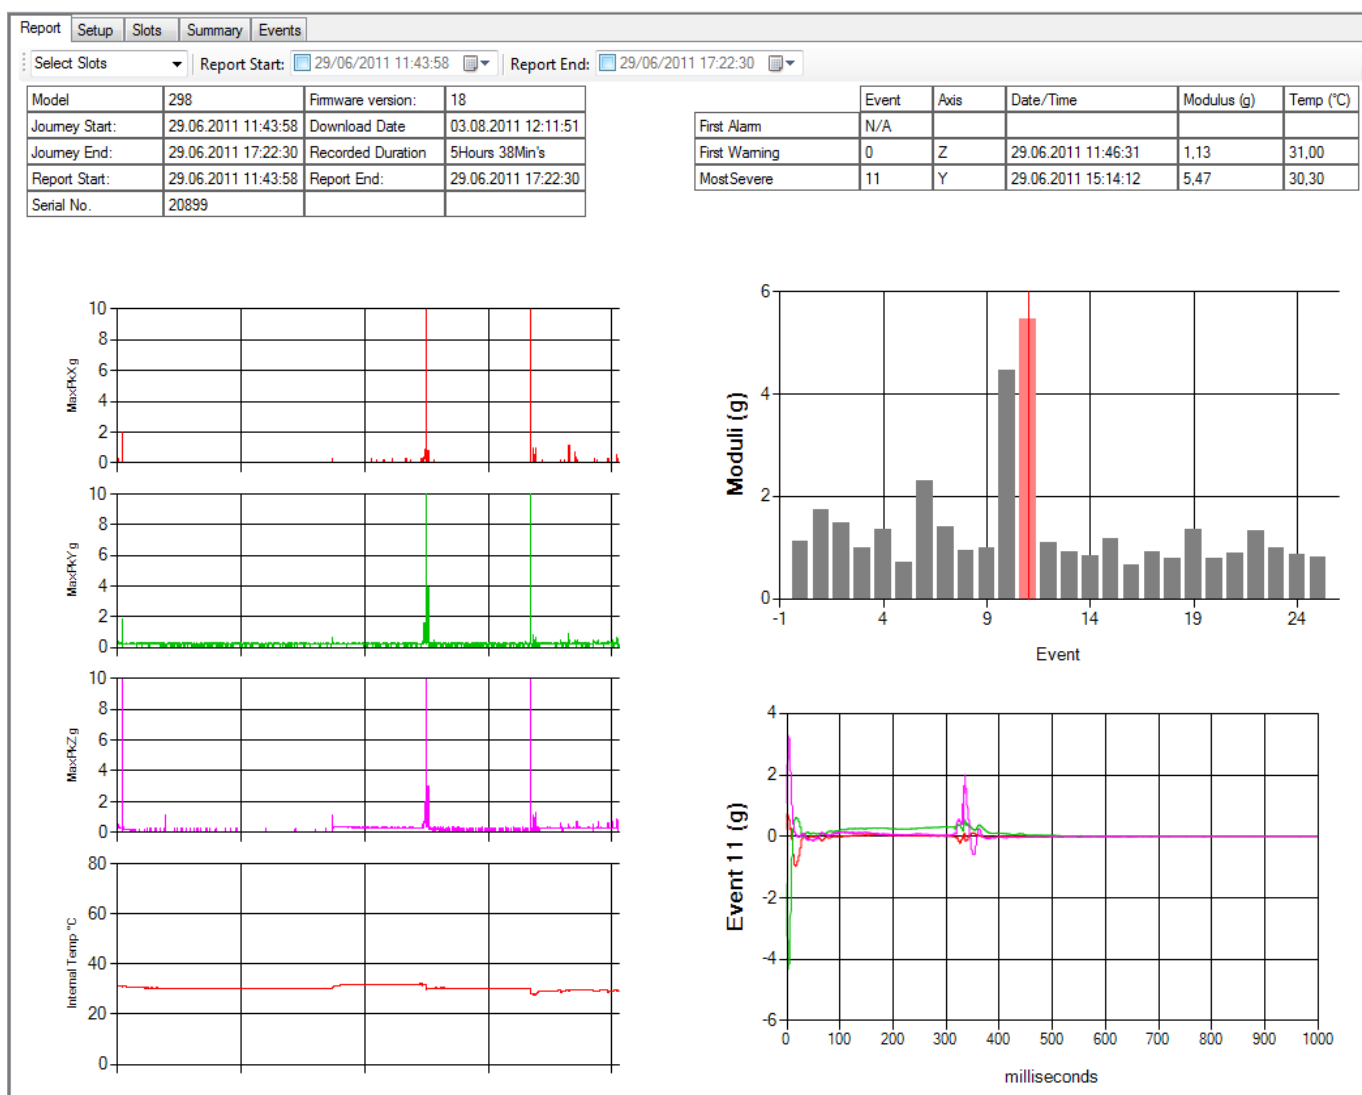 Report Setup Slots Summary Events
Select Slots Report Start: 29/06/2011 11:43:58 Report End: 29/06/2011 17:22:30
Model 298 Firmware version: 18
Journey Start: 29.06.2011 11:43:58 Download Date 03.08.2011 12:11:51
Journey End: 29.06.2011 17:22:30 Recorded Duration 5Hours 38Min's
Report Start: 29.06.2011 11:43:58 Report End: 29.06.2011 17:22:30
Serial No. 20899
Event Axis Date/Time Modulus (g) Temp (°C)
First Alarm N/A
First Warning 0 Z 29.06.2011 11:46:31 1,13 31,00
MostSevere 11 Y 29.06.2011 15:14:12 5,47 30,30
MaxPkX g
10
8
6
4
2
0
MaxPkY g
10
8
6
4
2
0
MaxPkZ g
10
8
6
4
2
0
Internal Temp °C
80
60
40
20
0
Moduli (g)
6
4
2
0
-1 4 9 14 19 24
Event
Event 11 (g)
4
2
0
-2
-4
-6
0 100 200 300 400 500 600 700 800 900 1000
milliseconds